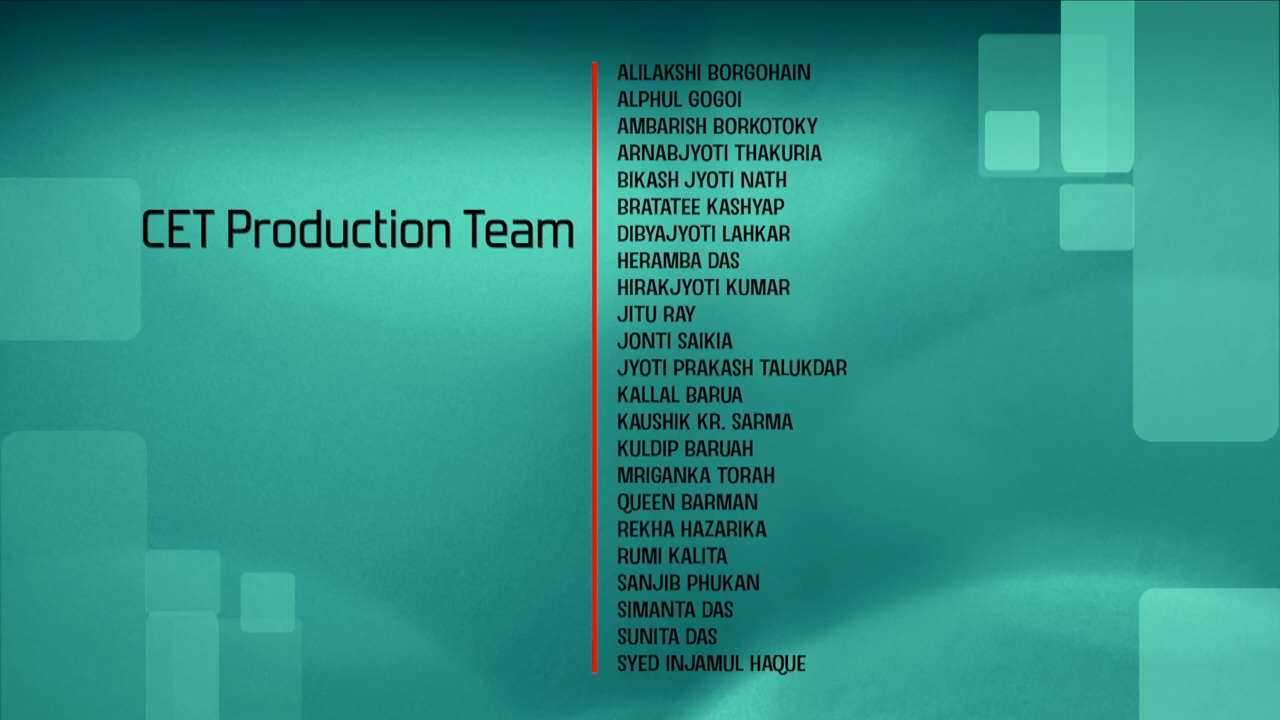 CET Production Team
ALILAKSHI BORGOHAIN
ALPHUL GOGOI
AMBARISH BORKOTOKY
ARNABJYOTI THAKURIA
BIKASH JYOTI NATH
BRATATEE KASHYAP
DIBYAJYOTI LAHKAR
HERAMBA DAS
HIRAKJYOTI KUMAR
JITU RAY
JONTI SAIKIA
JYOTI PRAKASH TALUKDAR
KALLAL BARUA
KAUSHIK KR. SARMA
KULDIP BARUAH
MRIGANKA TORAH
QUEEN BARMAN
REKHA HAZARIKA
RUMI KALITA
SANJIB PHUKAN
SIMANTA DAS
SUNITA DAS
SYED INJAMUL HAQUE